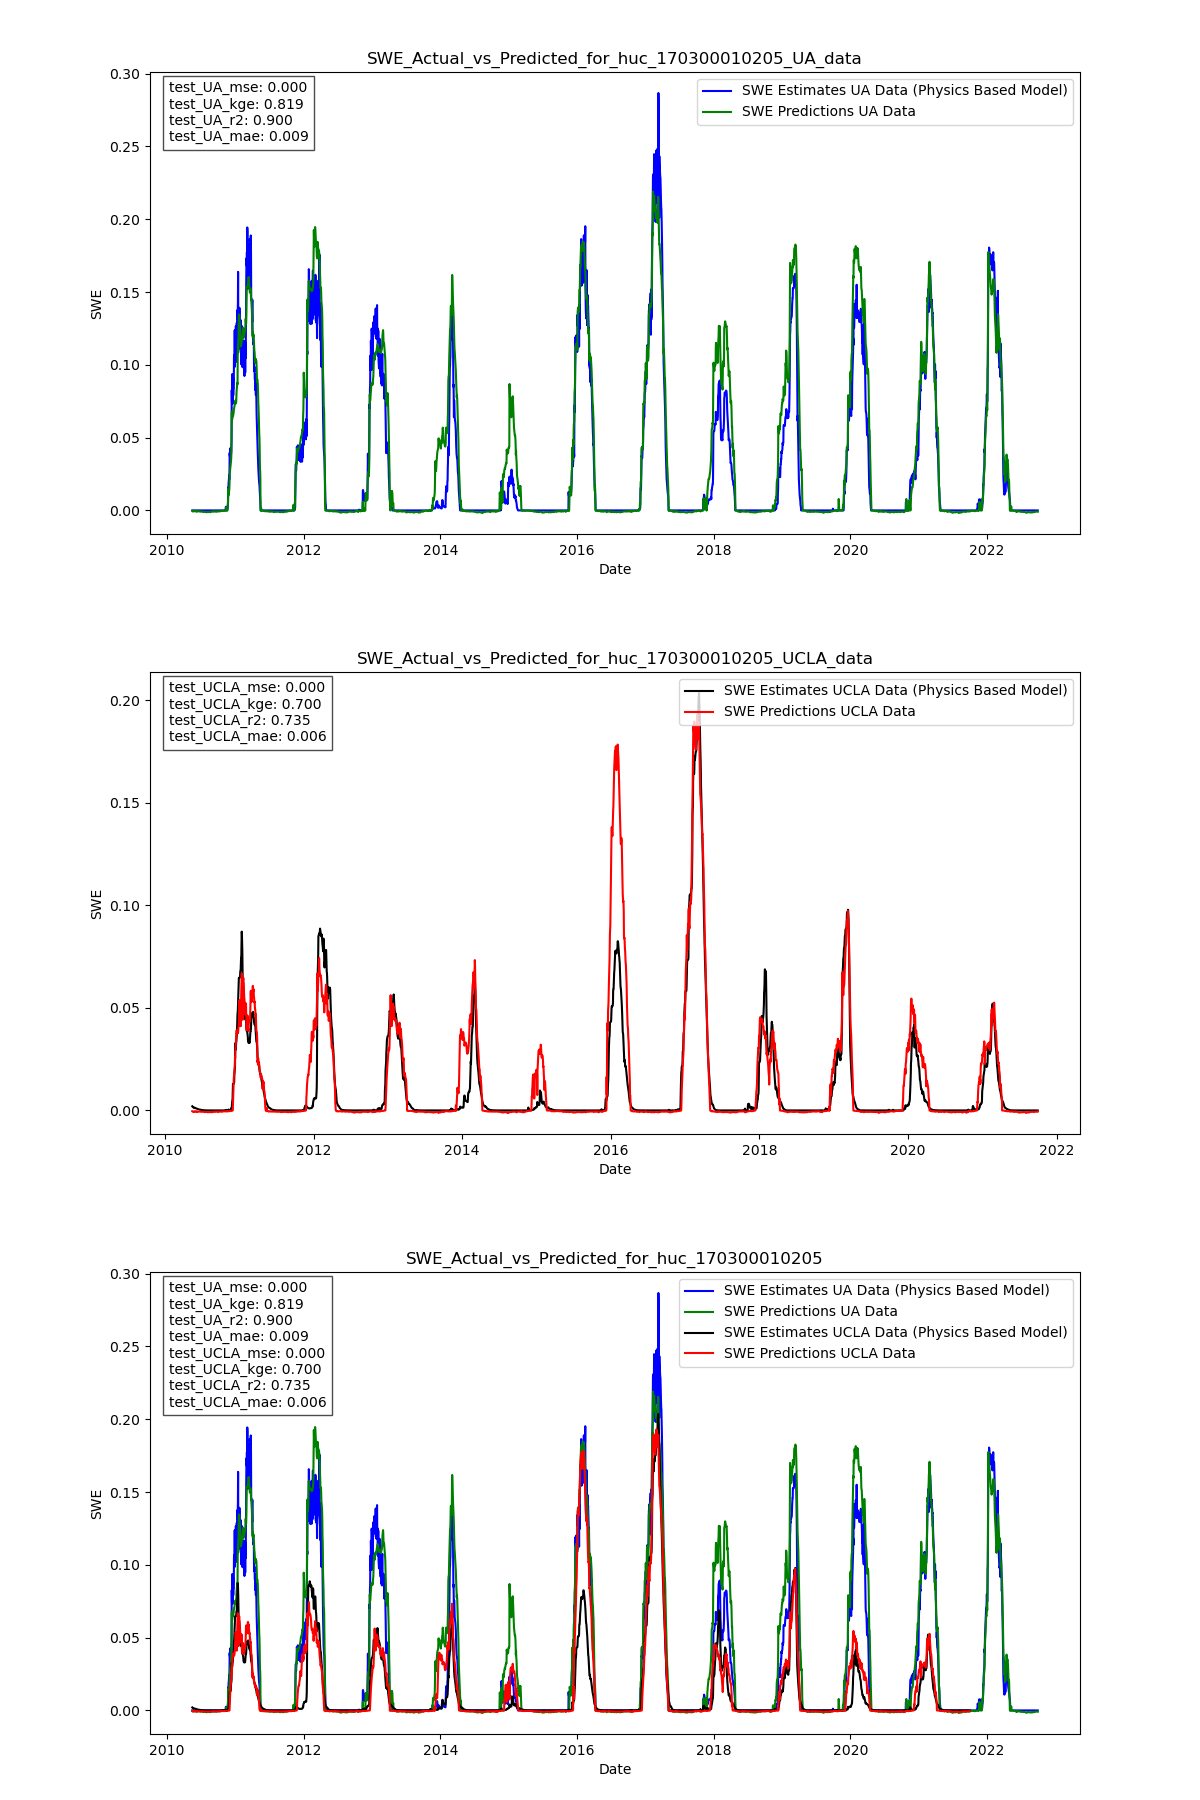 SWE_Actual_vs_Predicted_for_huc_170300010205_UA_data
test_UA_mse: 0.000
test_UA_kge: 0.819
test_UA_r2: 0.900
test_UA_mae: 0.009
SWE Estimates UA Data (Physics Based Model)
SWE Predictions UA Data
0.30
0.25
0.20
0.15
0.10
0.05
0.00
SWE
2010 2012 2014 2016 2018 2020 2022
Date
SWE_Actual_vs_Predicted_for_huc_170300010205_UCLA_data
test_UCLA_mse: 0.000
test_UCLA_kge: 0.700
test_UCLA_r2: 0.735
test_UCLA_mae: 0.006
SWE Estimates UCLA Data (Physics Based Model)
SWE Predictions UCLA Data
0.20
0.15
0.10
0.05
0.00
SWE
2010 2012 2014 2016 2018 2020 2022
Date
SWE_Actual_vs_Predicted_for_huc_170300010205
test_UA_mse: 0.000
test_UA_kge: 0.819
test_UA_r2: 0.900
test_UA_mae: 0.009
test_UCLA_mse: 0.000
test_UCLA_kge: 0.700
test_UCLA_r2: 0.735
test_UCLA_mae: 0.006
SWE Estimates UA Data (Physics Based Model)
SWE Predictions UA Data
SWE Estimates UCLA Data (Physics Based Model)
SWE Predictions UCLA Data
0.30
0.25
0.20
0.15
0.10
0.05
0.00
SWE
2010 2012 2014 2016 2018 2020 2022
Date